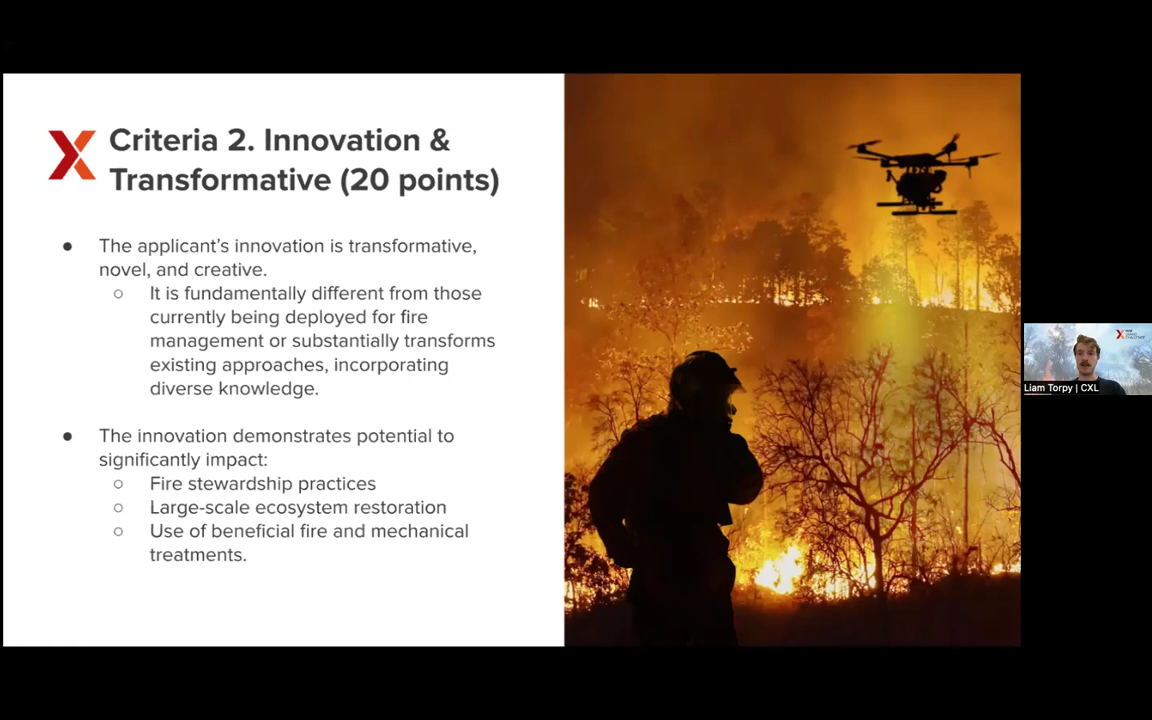 Criteria 2. Innovation &
Transformative (20 points)
● The applicant's innovation is transformative,
novel, and creative.
○ It is fundamentally different from those
currently being deployed for fire
management or substantially transforms
existing approaches, incorporating
diverse knowledge.
● The innovation demonstrates potential to
significantly impact:
○ Fire stewardship practices
○ Large-scale ecosystem restoration
○ Use of beneficial fire and mechanical
treatments.
Liam Torpy | CXL